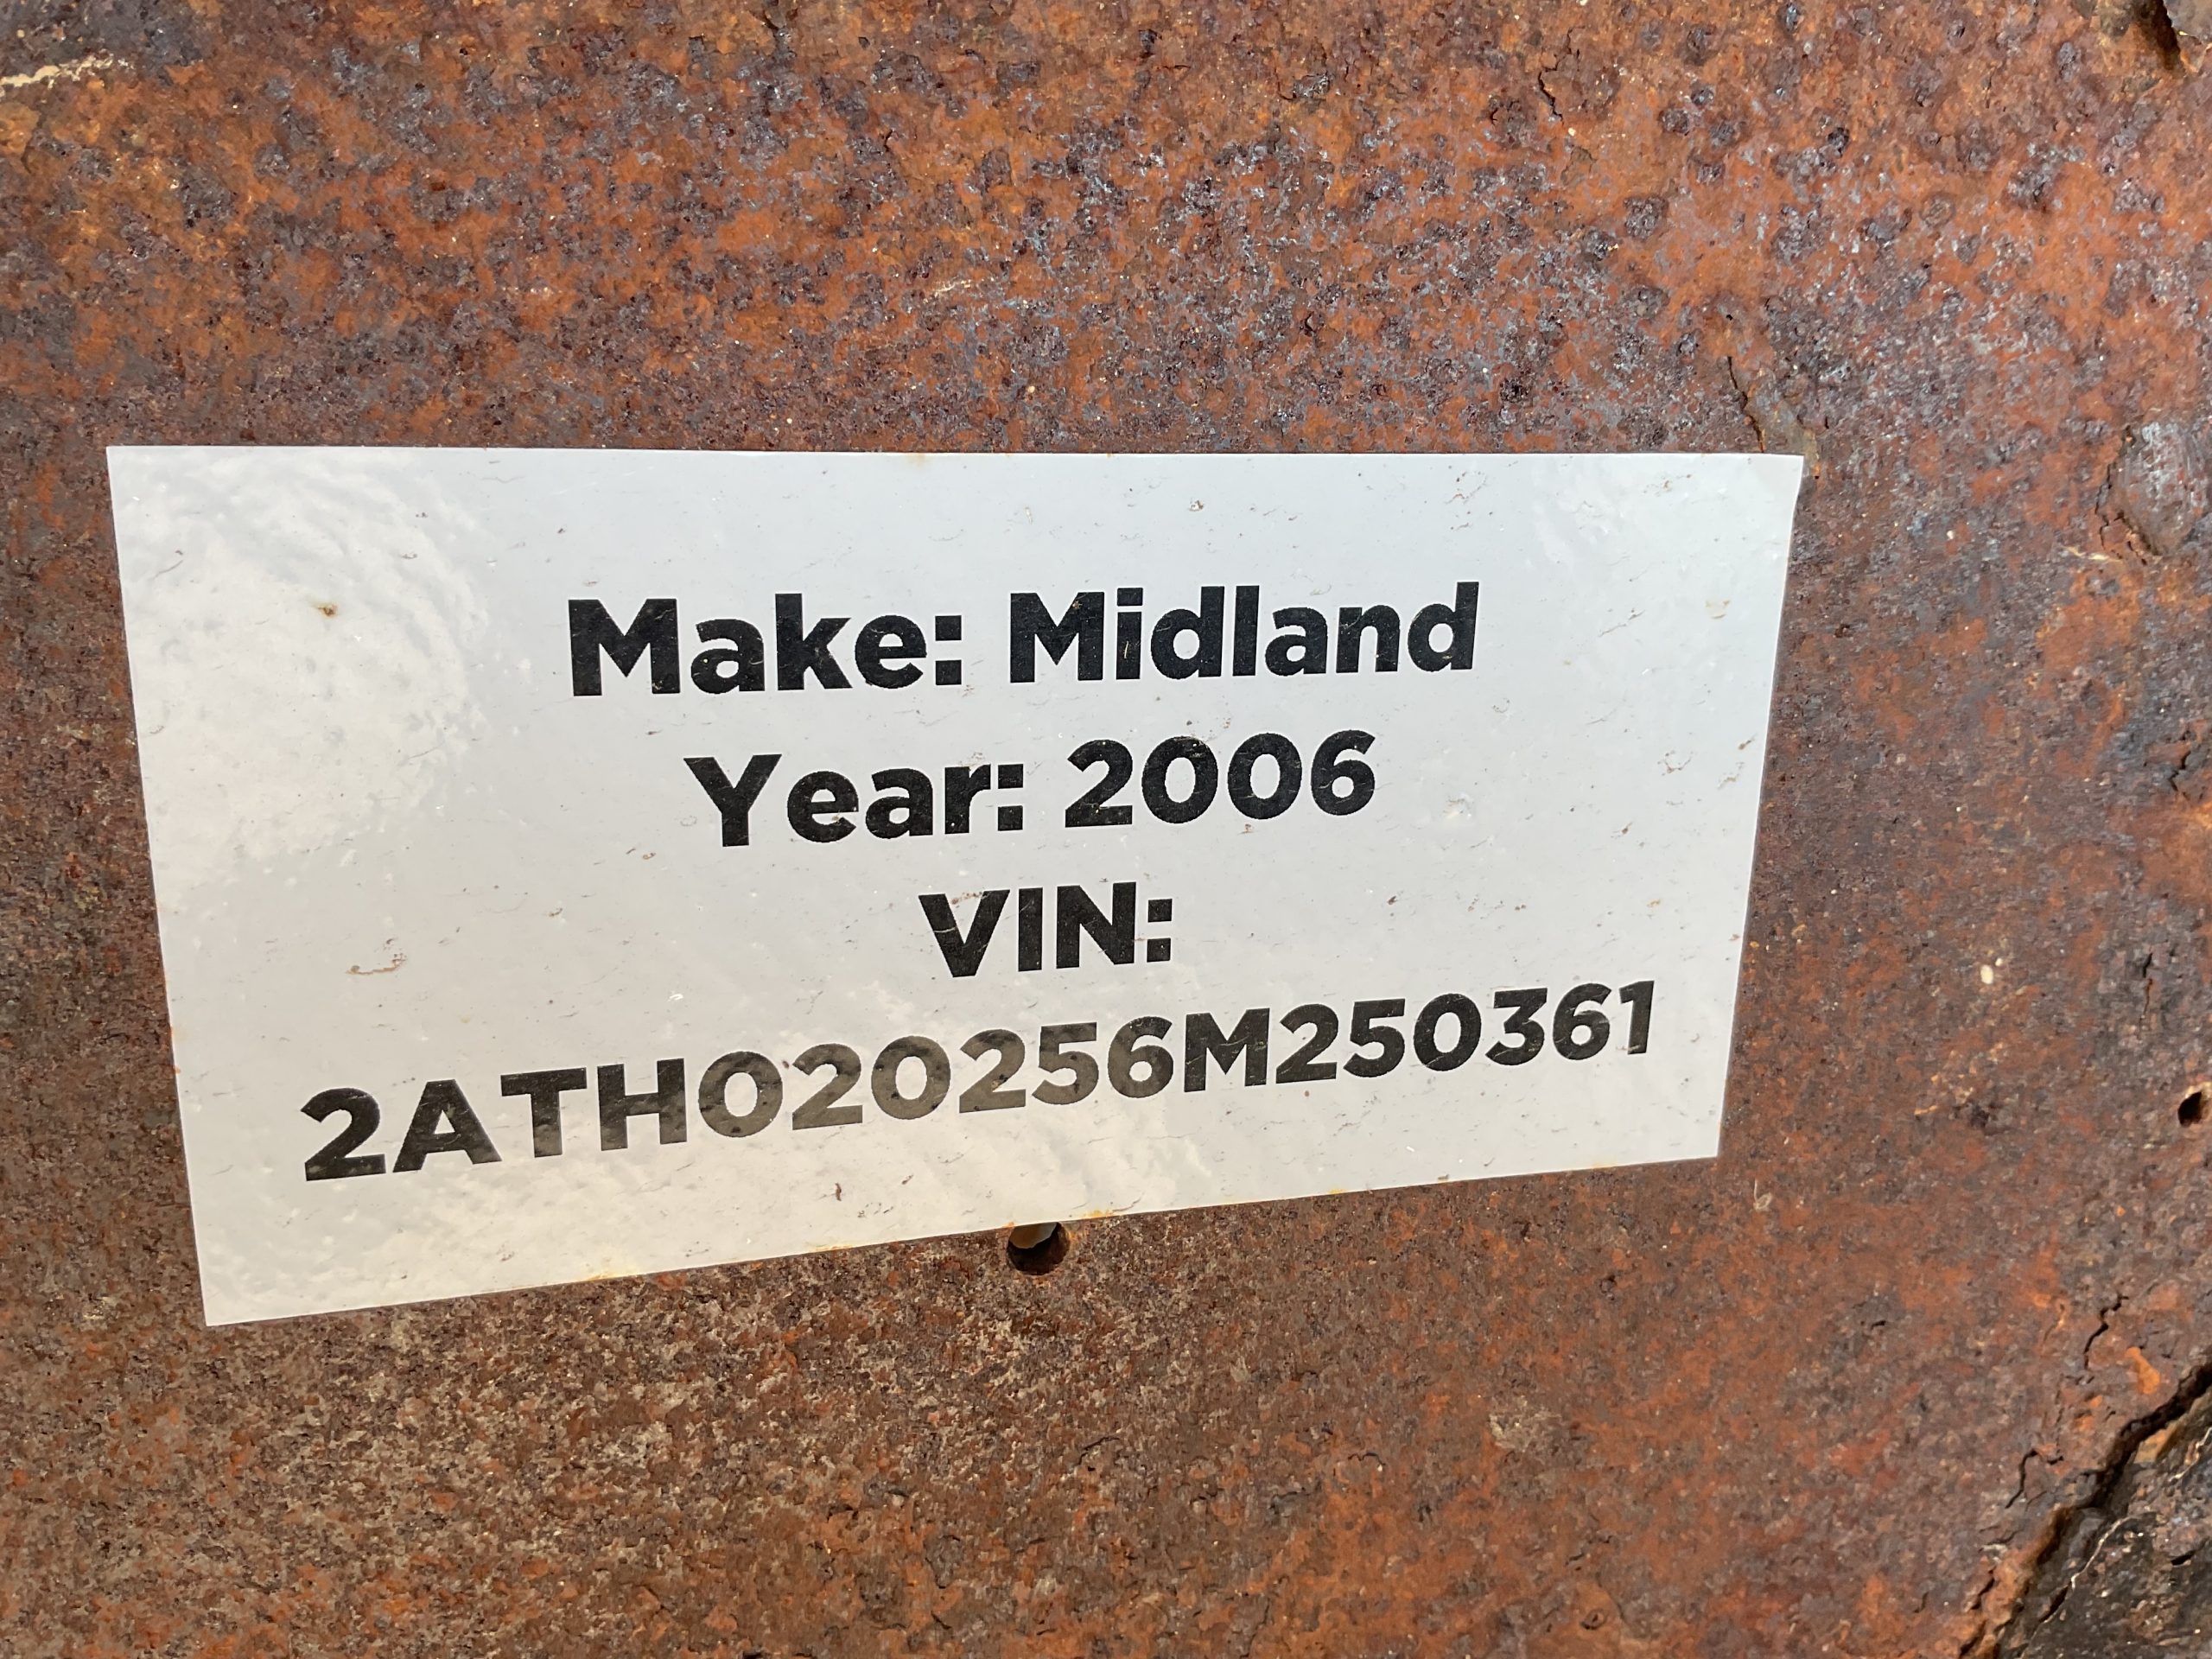 Make: Midland
Year: 2006
VIN:
2ATH020256M250361